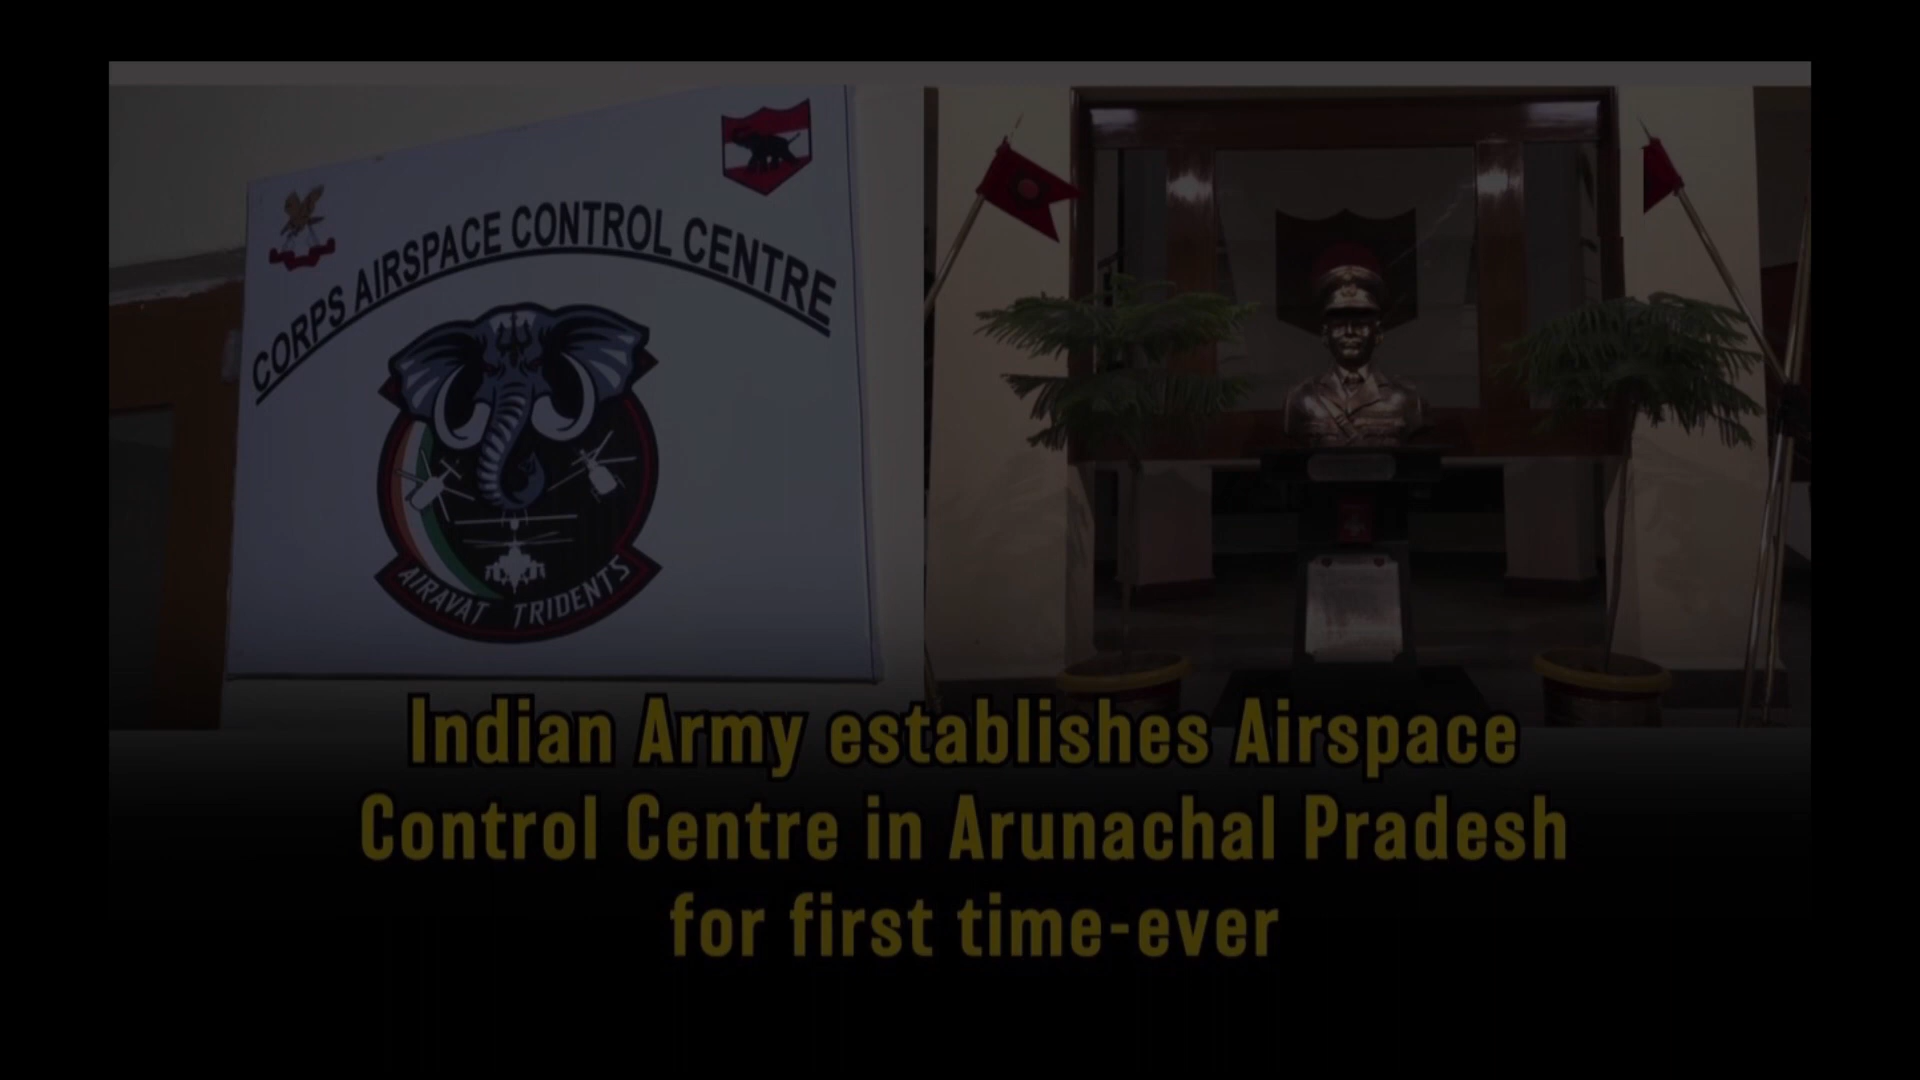 CORPS AIRSPACE CONTROL CENTRE
AIRAVAT TRIDENTS
Indian Army establishes Airspace
Control Centre in Arunachal Pradesh
for first time-ever